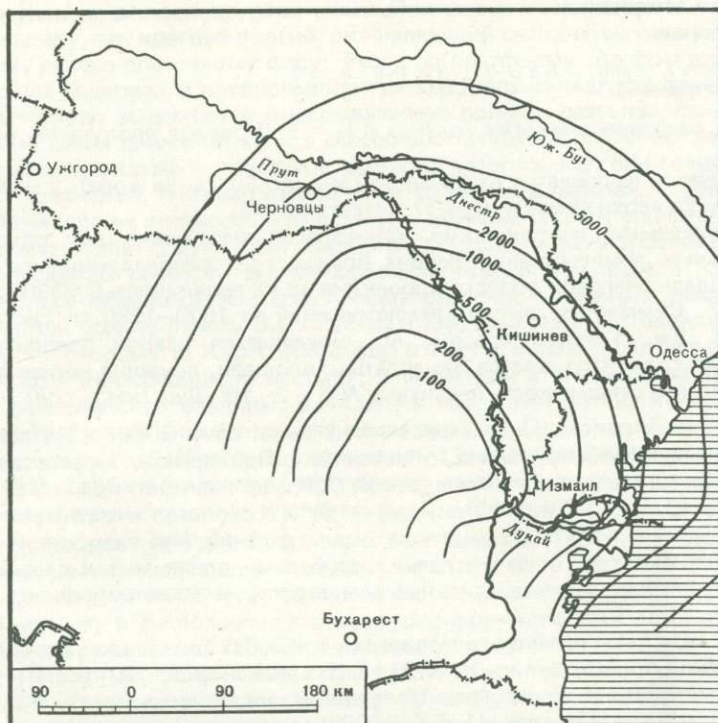 Юж. Буг
Ужгород
Прут
Черновцы
Днестр
5000
2000
1000
500
Кишинев
Одесса
200
100
Измаил
Дунай
Бухарест
90 0 90 180 км